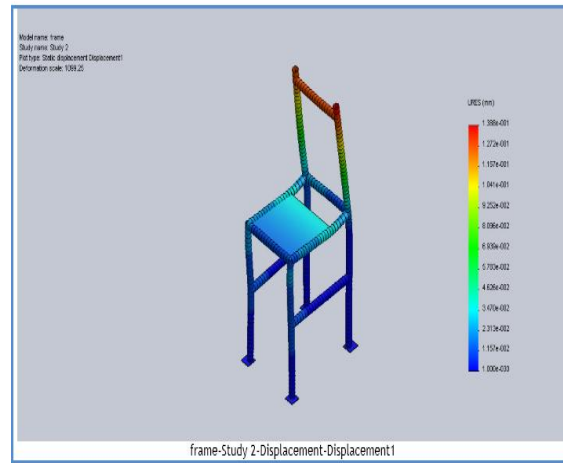 Model name: frame
Study name: Study 2
Plot type: Static displacement Displacement1
Deformation scale: 1099.25
URES (mm)
1.388e-001
1.272e-001
1.157e-001
1.041e-001
9.252e-002
8.096e-002
6.939e-002
5.783e-002
4.626e-002
3.470e-002
2.313e-002
1.157e-002
1.000e-030
frame-Study 2-Displacement-Displacement1